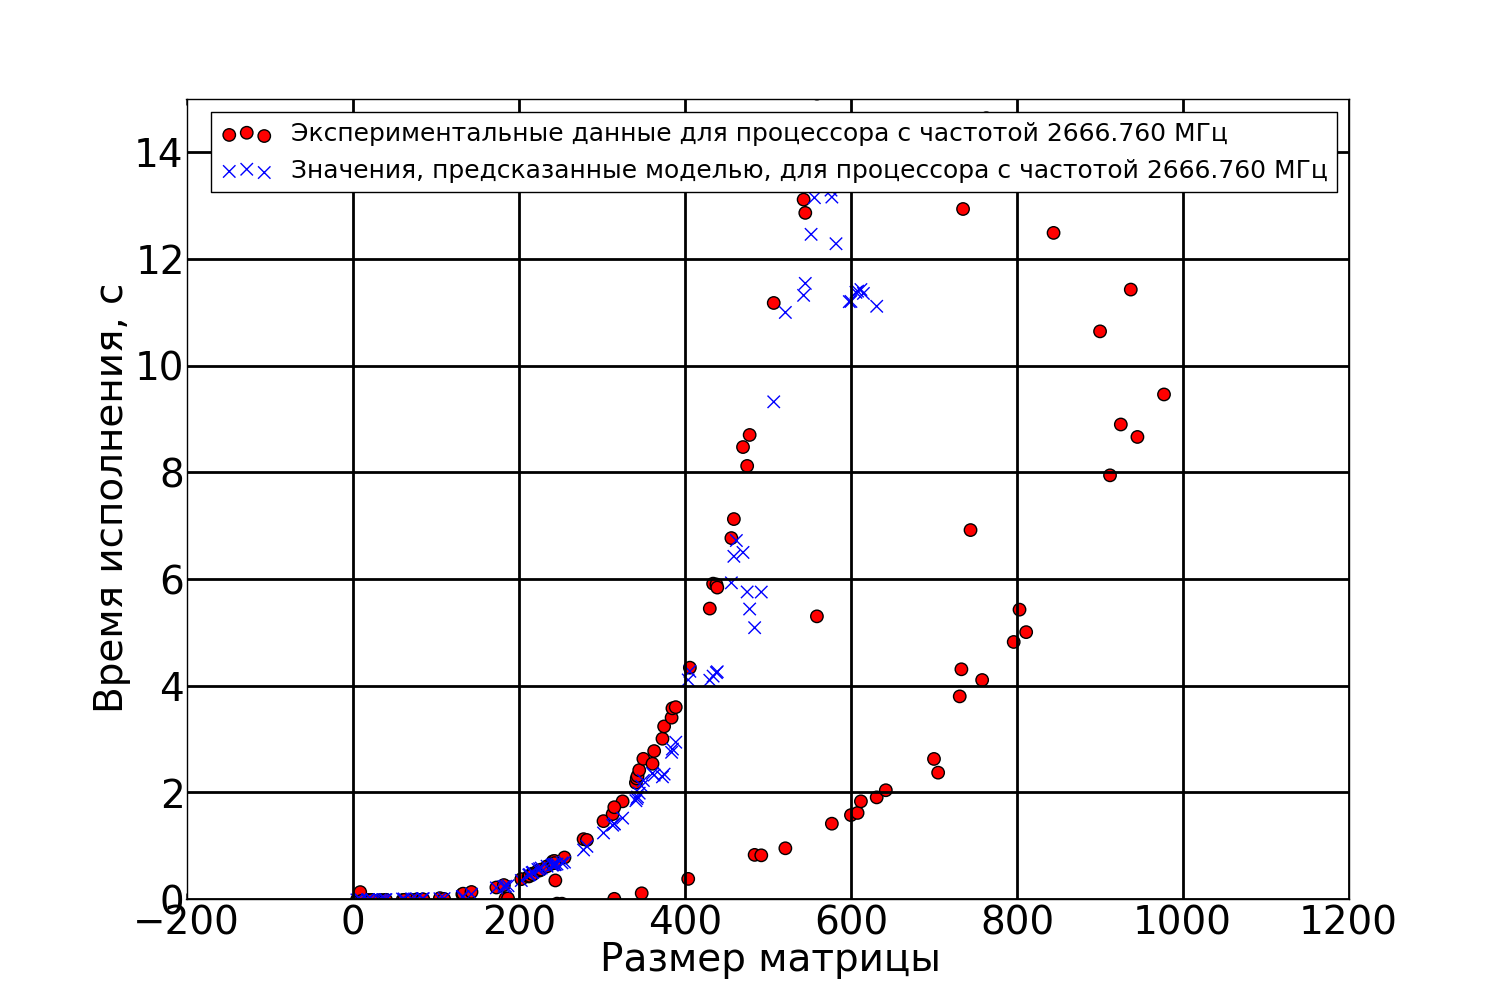 Экспериментальные данные для процессора с частотой 2666.760 МГц
Значения, предсказанные моделью, для процессора с частотой 2666.760 МГц
Время исполнения, с
14
12
10
8
6
4
2
0
−200 0 200 400 600 800 1000 1200
Размер матрицы